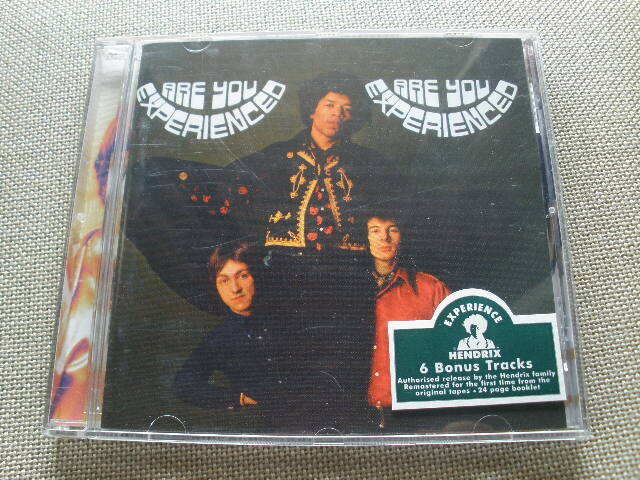 ARE YOU
EXPERIENCED
ARE YOU
EXPERIENCED
EXPERIENCE
HENDRIX
6 Bonus Tracks
Authorised release by the Hendrix family
Remastered for the first time from the
original tapes • 24 page booklet